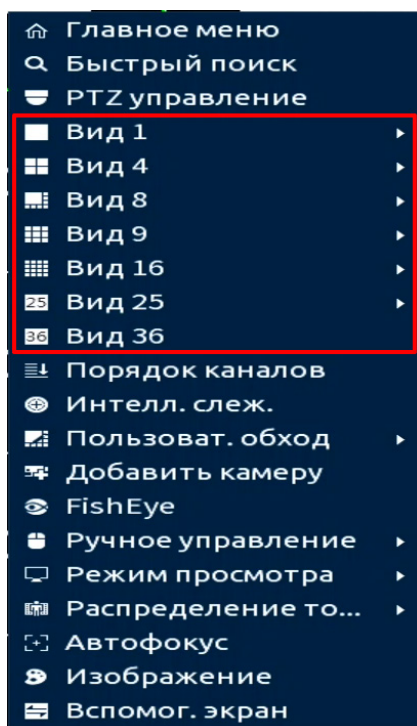 Главное меню
Быстрый поиск
PTZ управление
Вид 1
Вид 4
Вид 8
Вид 9
Вид 16
25 Вид 25
36 Вид 36
Порядок каналов
Интелл. слеж.
Пользоват. обход
Добавить камеру
FishEye
Ручное управление
Режим просмотра
Распределение то...
Автофокус
Изображение
Вспомог. экран